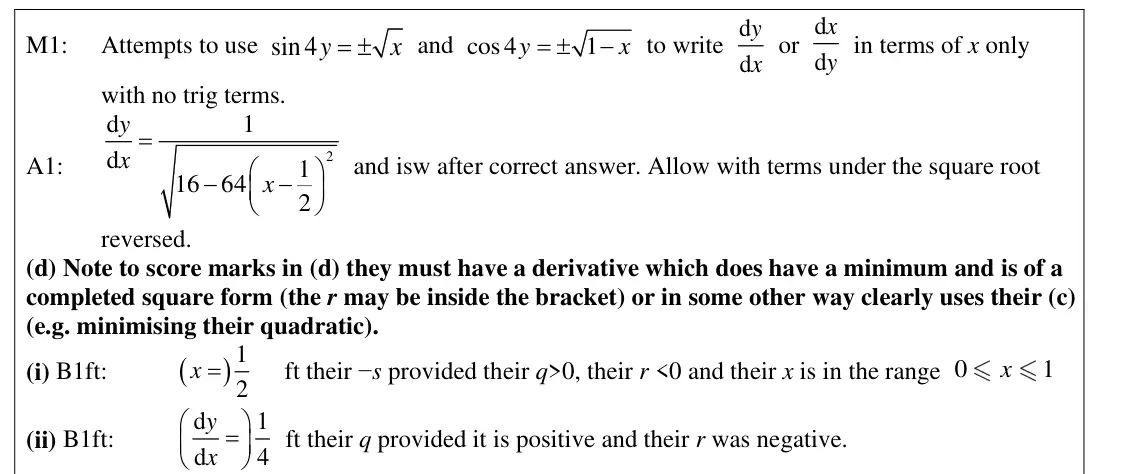 M1: Attempts to use sin 4y = ±√x and cos 4y = ±√(1 − x) to write dy/dx or dx/dy in terms of x only
with no trig terms.
A1: dy/dx = 1/√(16 − 64(x − 1/2)²) and isw after correct answer. Allow with terms under the square root
reversed.
(d) Note to score marks in (d) they must have a derivative which does have a minimum and is of a
completed square form (the r may be inside the bracket) or in some other way clearly uses their (c)
(e.g. minimising their quadratic).
(i) B1ft: (x =) 1/2 ft their −s provided their q>0, their r <0 and their x is in the range 0 ⩽ x ⩽ 1
(ii) B1ft: (dy/dx =) 1/4 ft their q provided it is positive and their r was negative.